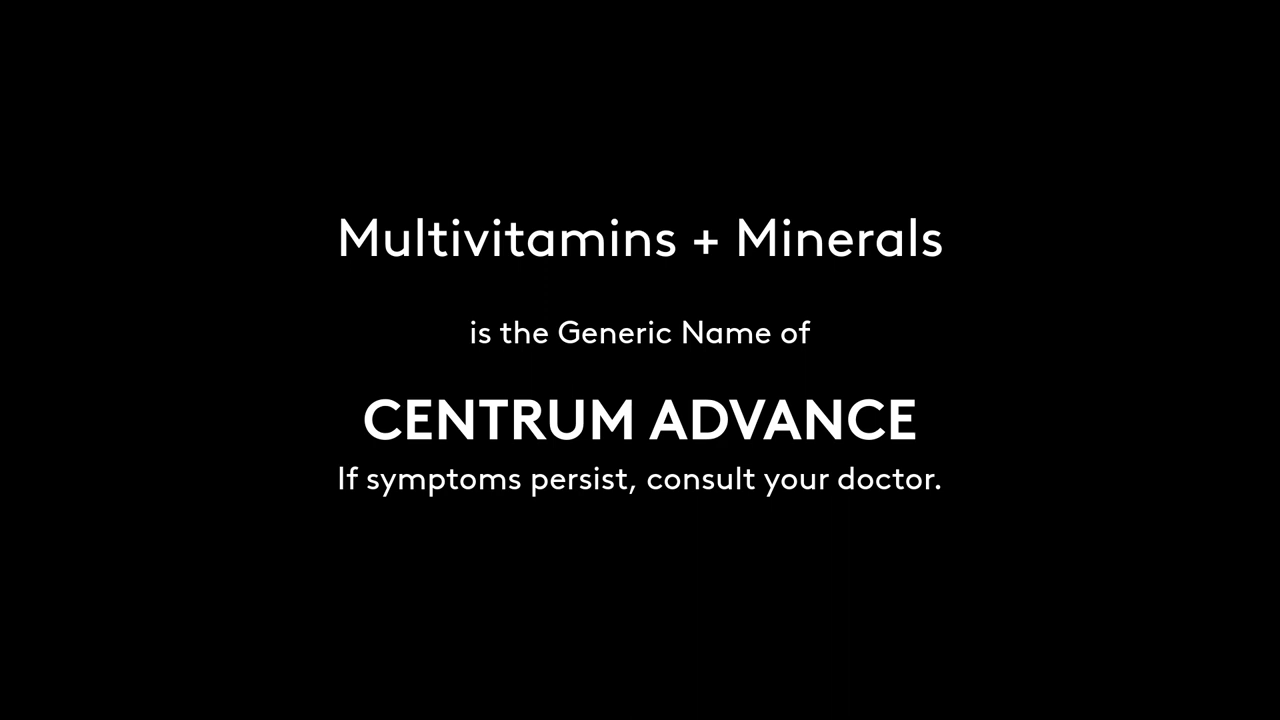 Multivitamins + Minerals
is the Generic Name of
CENTRUM ADVANCE
If symptoms persist, consult your doctor.